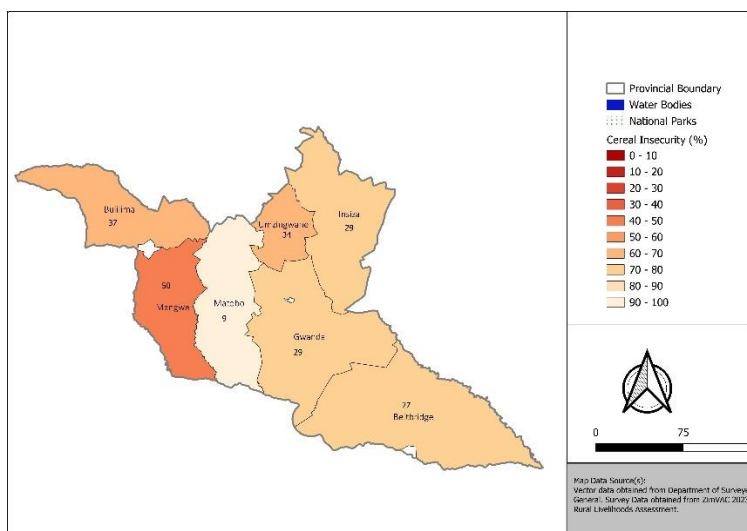 Provincial Boundary
Water Bodies
National Parks
Cereal Insecurity (%)
0 - 10
10 - 20
20 - 30
30 - 40
40 - 50
50 - 60
60 - 70
70 - 80
80 - 90
90 - 100
Bulilima
37
Umzingwane
34
Insiza
29
50
Mangwe
Matobo
9
Gwanda
29
27
Beitbridge
0 75
Map Data Source(s):
Vector data obtained from Department of Surveyo
General. Survey Data obtained from ZimVAC 2023
Rural Livelihoods Assessment.